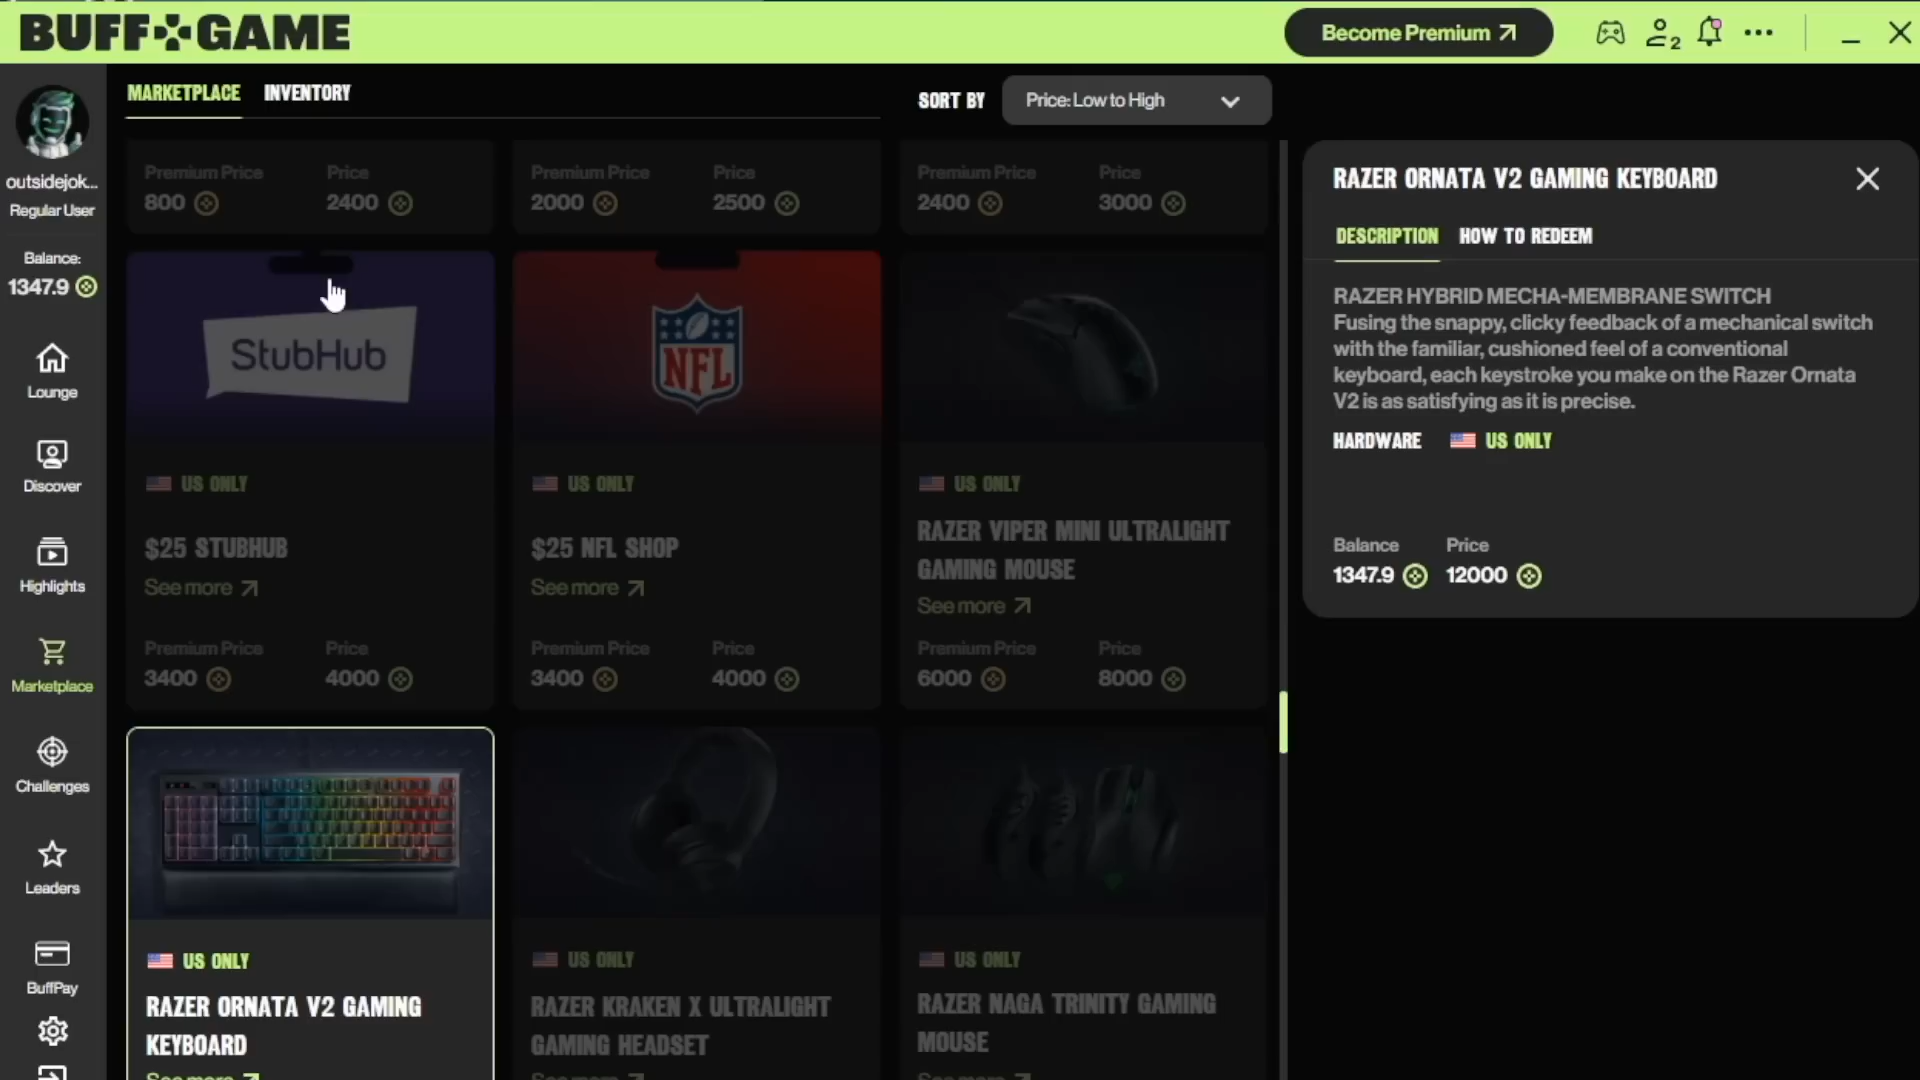 BUFF GAME
Become Premium
2
outsidejok...
Regular User
Balance:
1347.9
Lounge
Discover
Highlights
Marketplace
Challenges
Leaders
BuffPay
MARKETPLACE
INVENTORY
SORT BY
Price: Low to High
Premium Price
Price
800
2400
Premium Price
Price
2000
2500
Premium Price
Price
2400
3000
StubHub
US ONLY
$25 STUBHUB
See more
Premium Price
Price
3400
4000
NFL
US ONLY
$25 NFL SHOP
See more
Premium Price
Price
3400
4000
US ONLY
RAZER VIPER MINI ULTRALIGHT
GAMING MOUSE
See more
Premium Price
Price
6000
8000
US ONLY
RAZER ORNATA V2 GAMING
KEYBOARD
See more
US ONLY
RAZER KRAKEN X ULTRALIGHT
GAMING HEADSET
See more
US ONLY
RAZER NAGA TRINITY GAMING
MOUSE
See more
RAZER ORNATA V2 GAMING KEYBOARD
DESCRIPTION
HOW TO REDEEM
RAZER HYBRID MECHA-MEMBRANE SWITCH
Fusing the snappy, clicky feedback of a mechanical switch
with the familiar, cushioned feel of a conventional
keyboard, each keystroke you make on the Razer Ornata
V2 is as satisfying as it is precise.
HARDWARE
US ONLY
Balance
Price
1347.9
12000